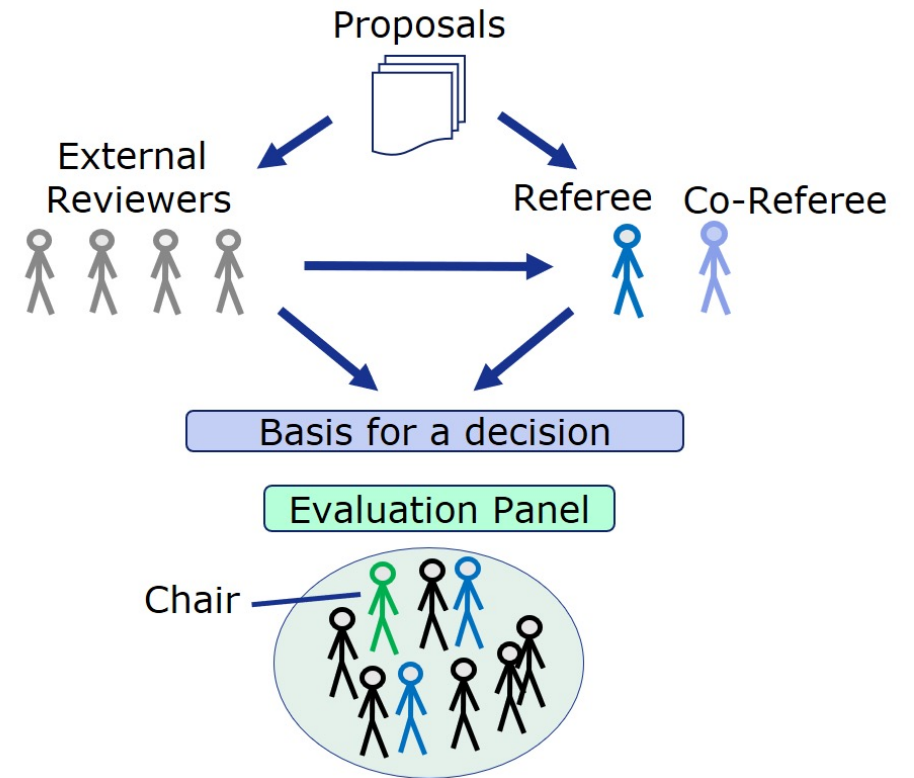 Proposals
External
Reviewers
Referee
Co-Referee
Basis for a decision
Evaluation Panel
Chair